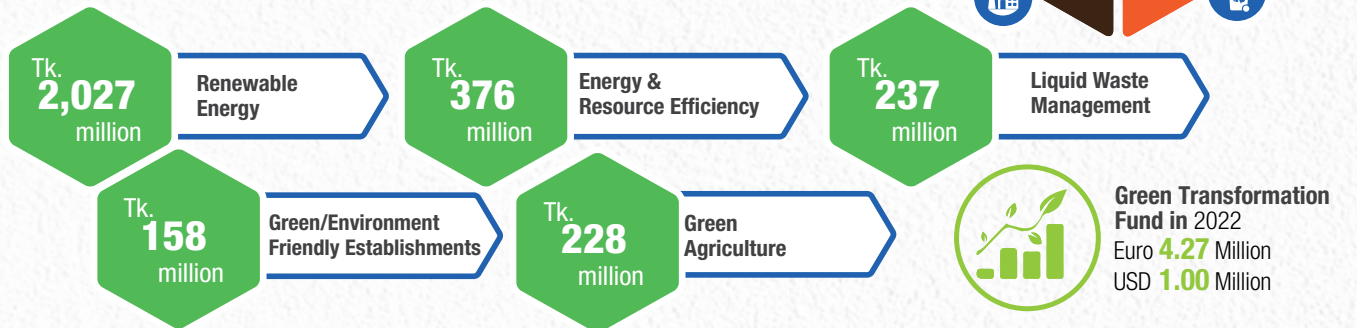 Tk.
2,027
million
Renewable
Energy
Tk.
376
million
Energy &
Resource Efficiency
Tk.
237
million
Liquid Waste
Management
Tk.
158
million
Green/Environment
Friendly Establishments
Tk.
228
million
Green
Agriculture
Green Transformation
Fund in 2022
Euro 4.27 Million
USD 1.00 Million